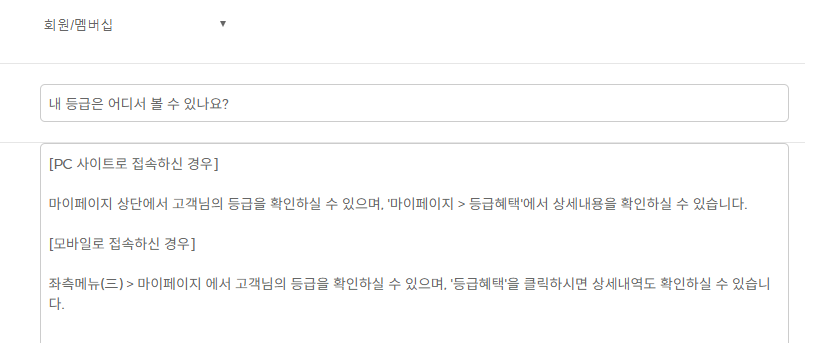 회원/멤버십 ▼
내 등급은 어디서 볼 수 있나요?
[PC 사이트로 접속하신 경우]
마이페이지 상단에서 고객님의 등급을 확인하실 수 있으며, '마이페이지 > 등급혜택'에서 상세내용을 확인하실 수 있습니다.
[모바일로 접속하신 경우]
좌측메뉴(三) > 마이페이지 에서 고객님의 등급을 확인하실 수 있으며, '등급혜택'을 클릭하시면 상세내역도 확인하실 수 있습니
다.